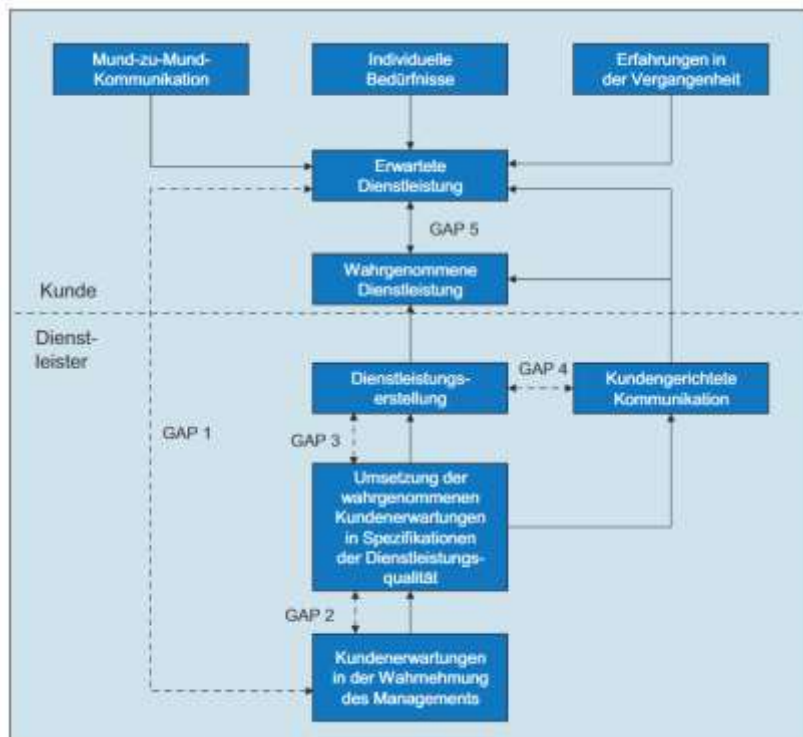 Mund-zu-Mund-
Kommunikation
Individuelle
Bedürfnisse
Erfahrungen in
der Vergangenheit
Erwartete
Dienstleistung
GAP 5
Wahrgenommene
Dienstleistung
Kunde
Dienst-
leister
Dienstleistungs-
erstellung
GAP 4
Kundengerichtete
Kommunikation
GAP 1
GAP 3
Umsetzung der
wahrgenommenen
Kundenerwartungen
in Spezifikationen
der Dienstleistungs-
qualität
GAP 2
Kundenerwartungen
in der Wahrnehmung
des Managements